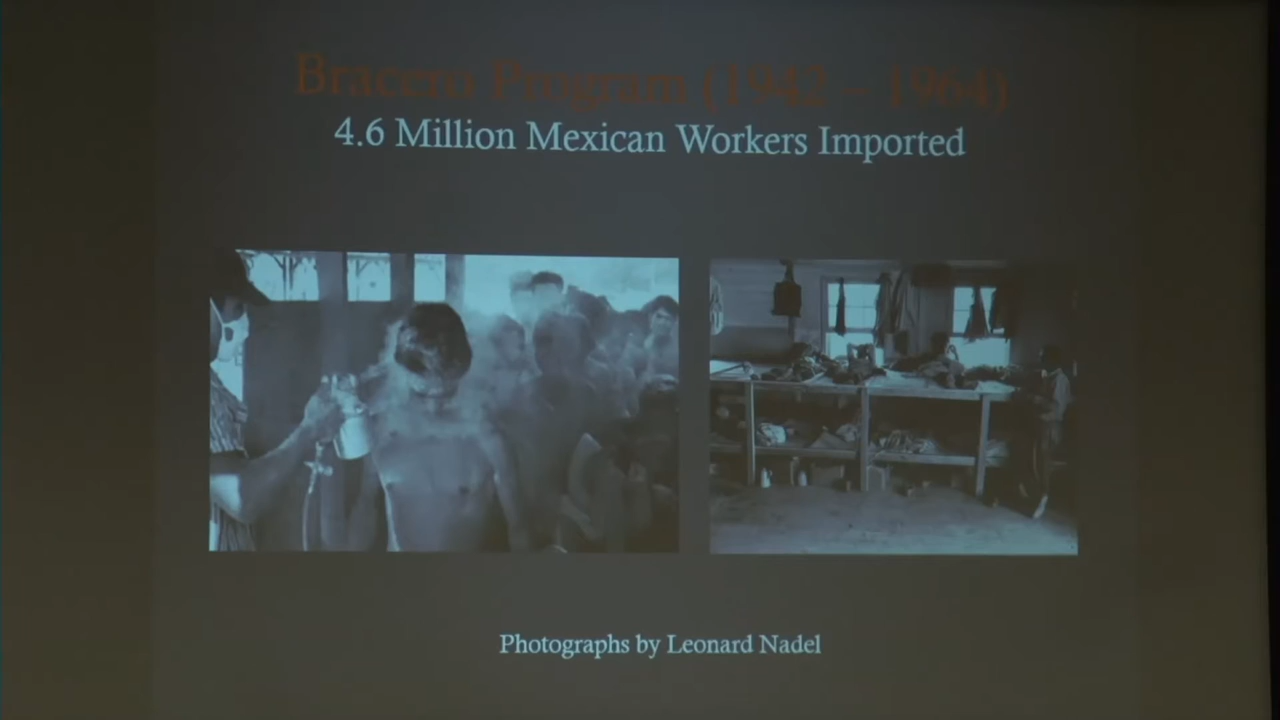 Bracero Program (1942 – 1964)
4.6 Million Mexican Workers Imported
Photographs by Leonard Nadel